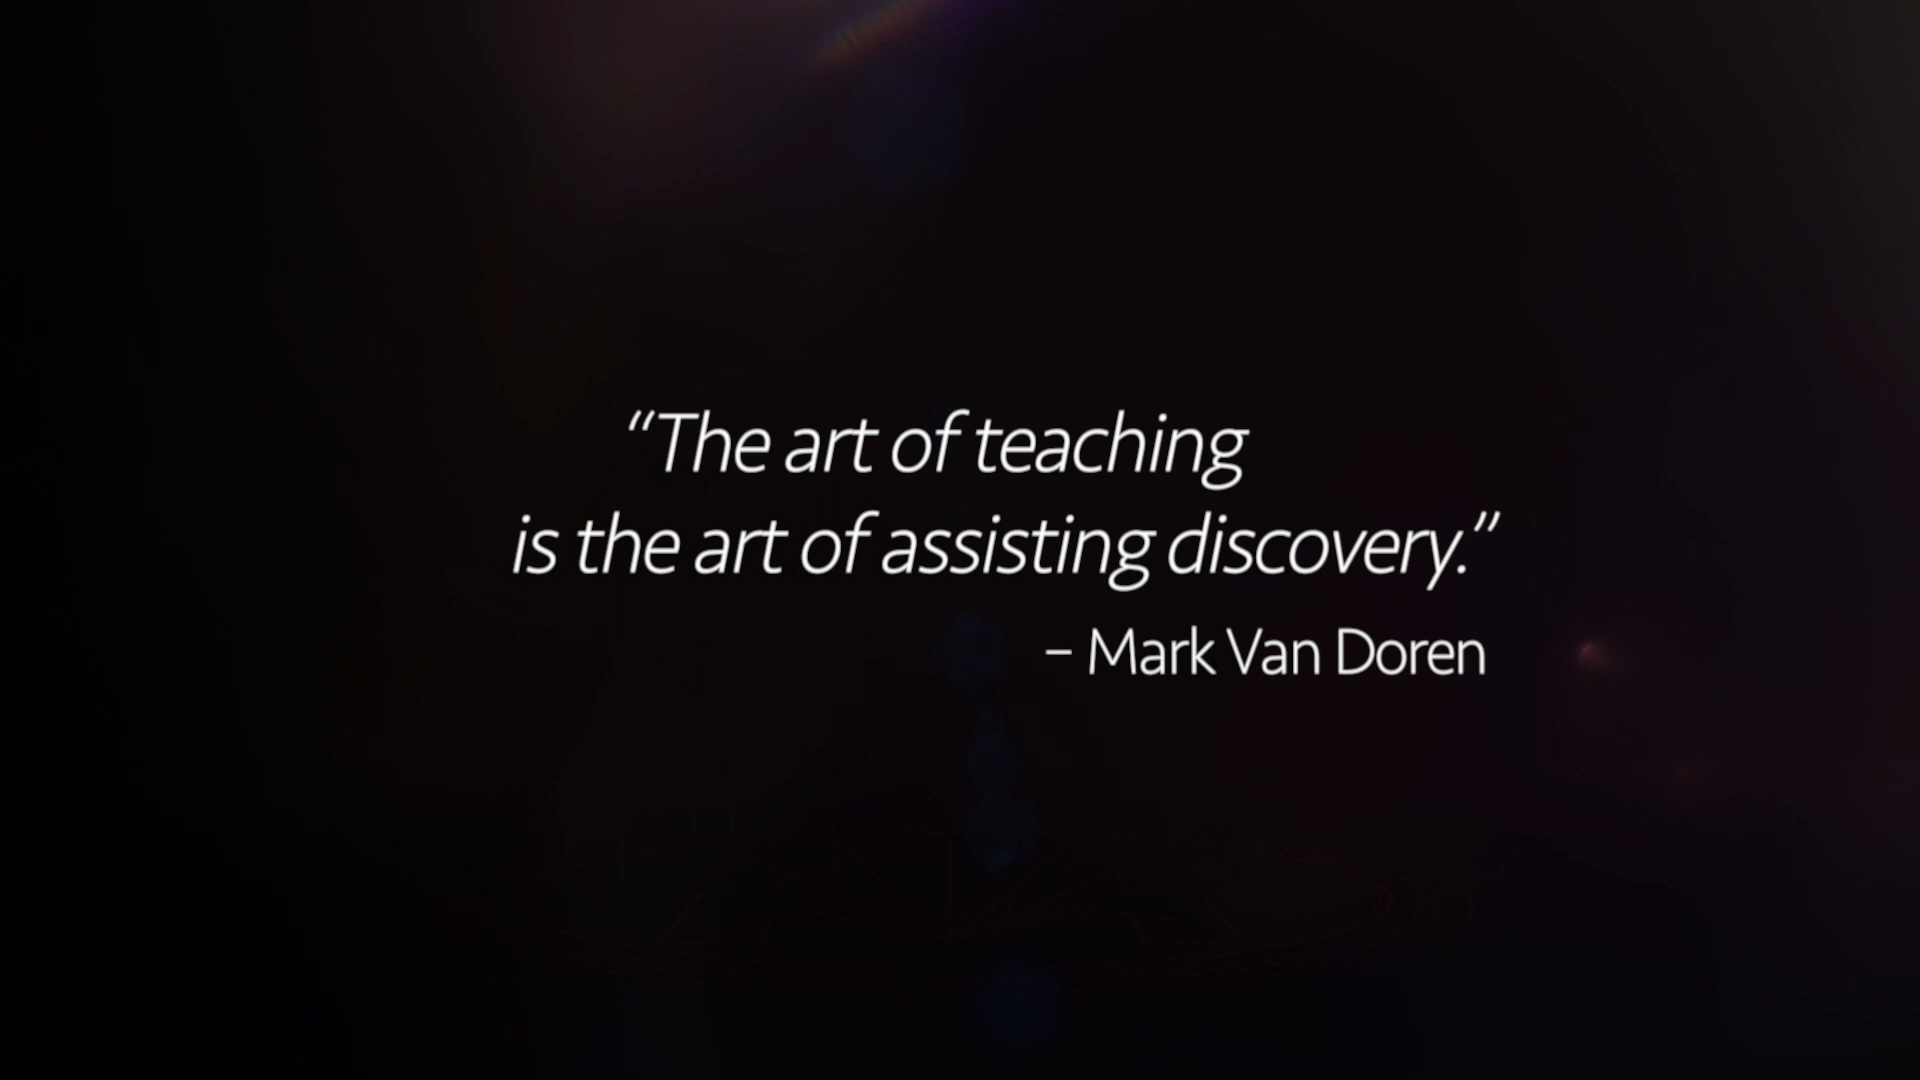 “The art of teaching
is the art of assisting discovery.”
– Mark Van Doren